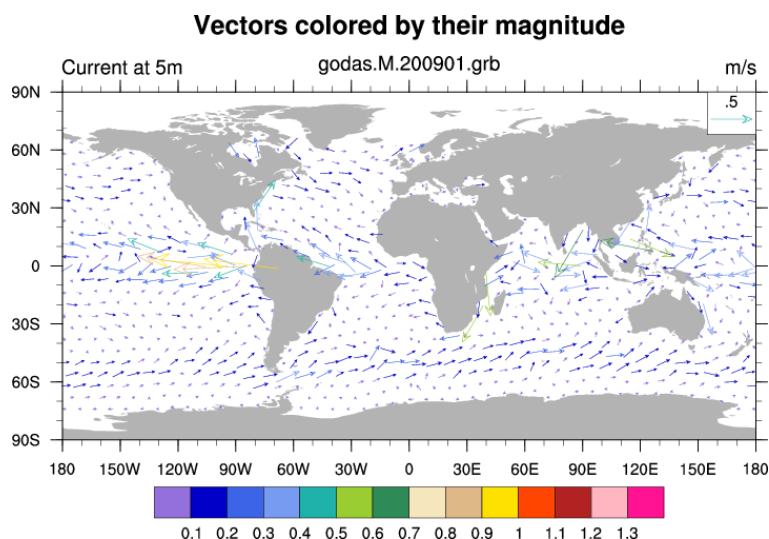 Vectors colored by their magnitude
Current at 5m godas.M.200901.grb m/s
.5
90N
60N
30N
0
30S
60S
90S
180 150W 120W 90W 60W 30W 0 30E 60E 90E 120E 150E 180
0.1 0.2 0.3 0.4 0.5 0.6 0.7 0.8 0.9 1 1.1 1.2 1.3